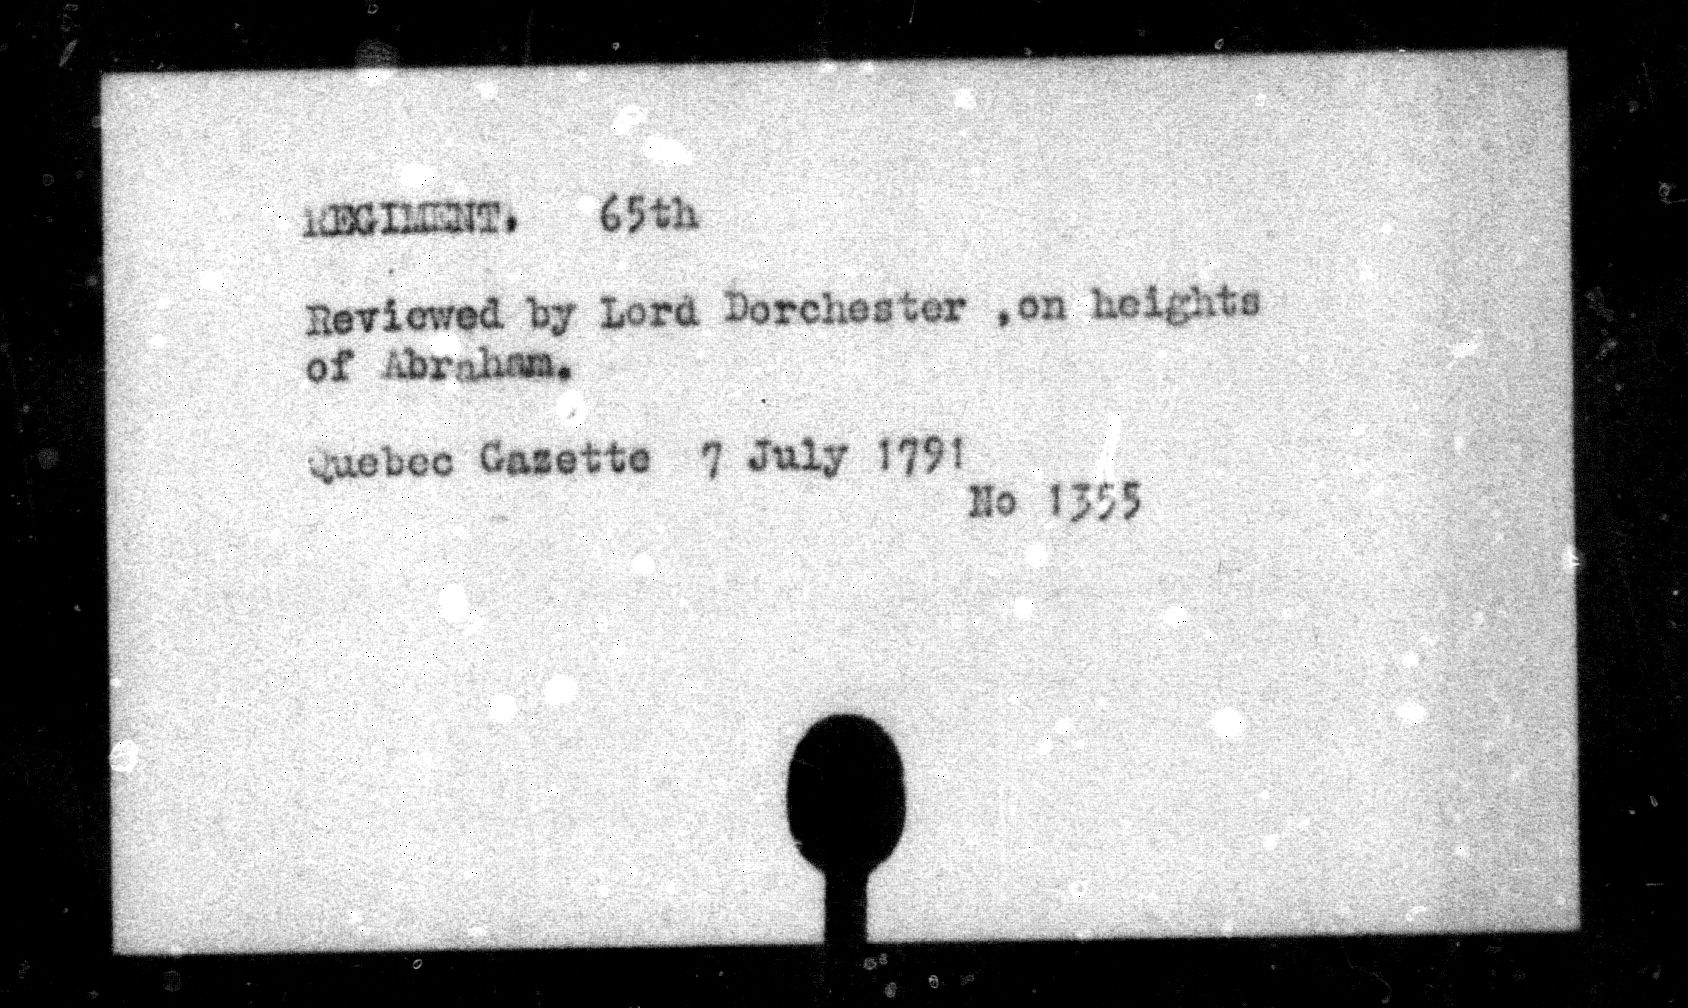 REGIMENT. 65th
Reviewed by Lord Dorchester ,on heights
of Abraham.
Quebec Gazette 7 July 1791
No 1355